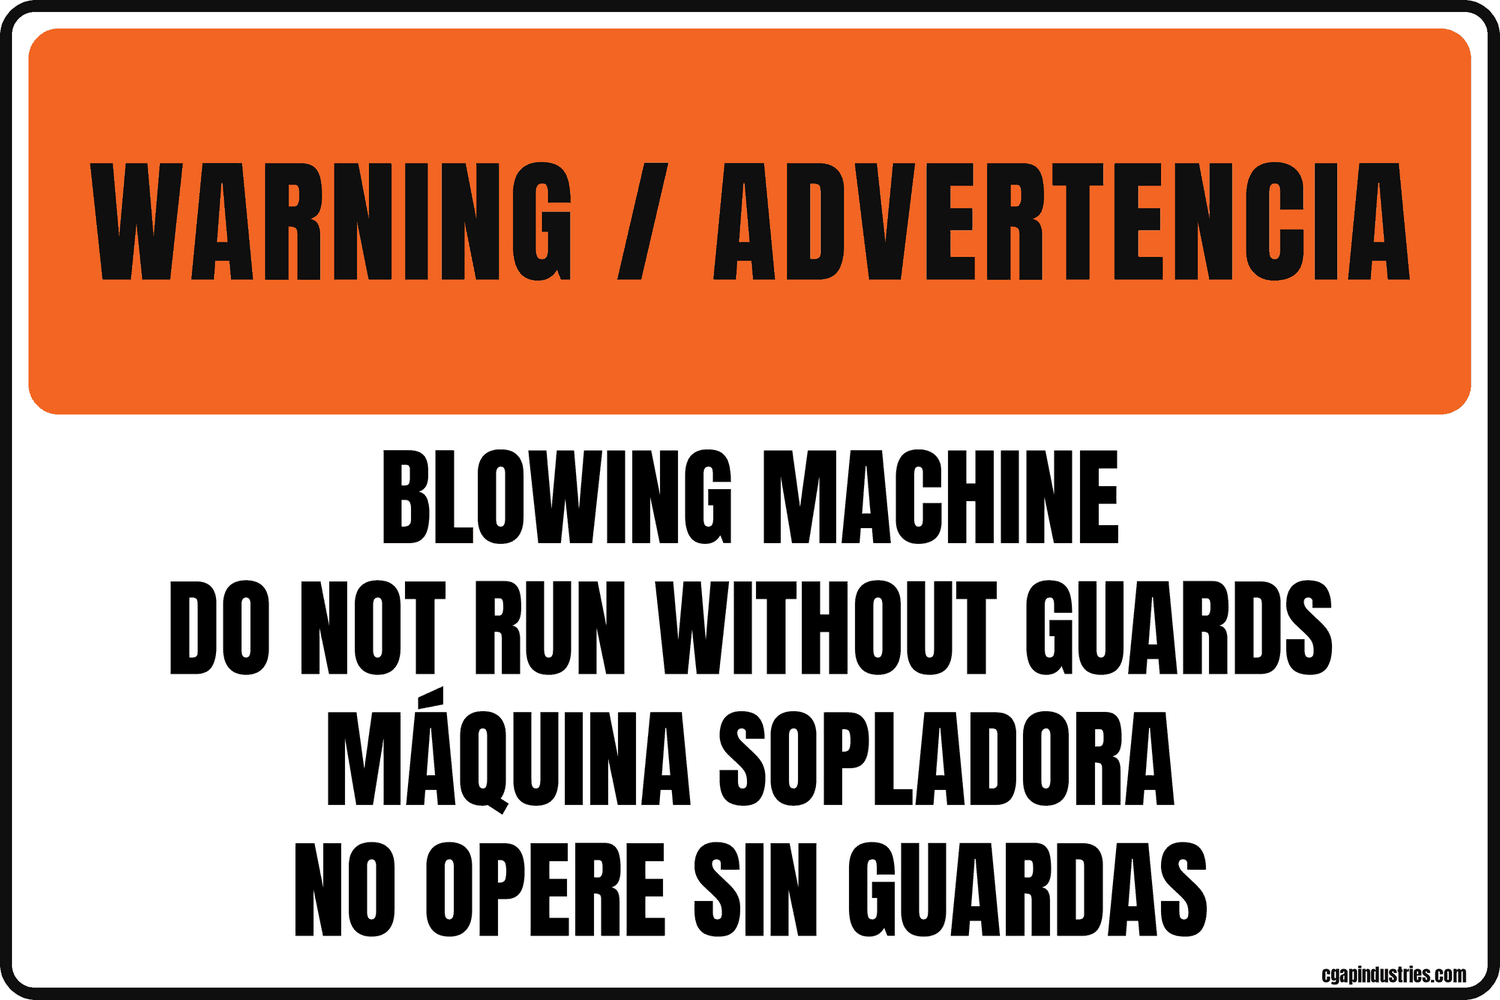 WARNING / ADVERTENCIA
BLOWING MACHINE
DO NOT RUN WITHOUT GUARDS
MÁQUINA SOPLADORA
NO OPERE SIN GUARDAS
cgapindustries.com